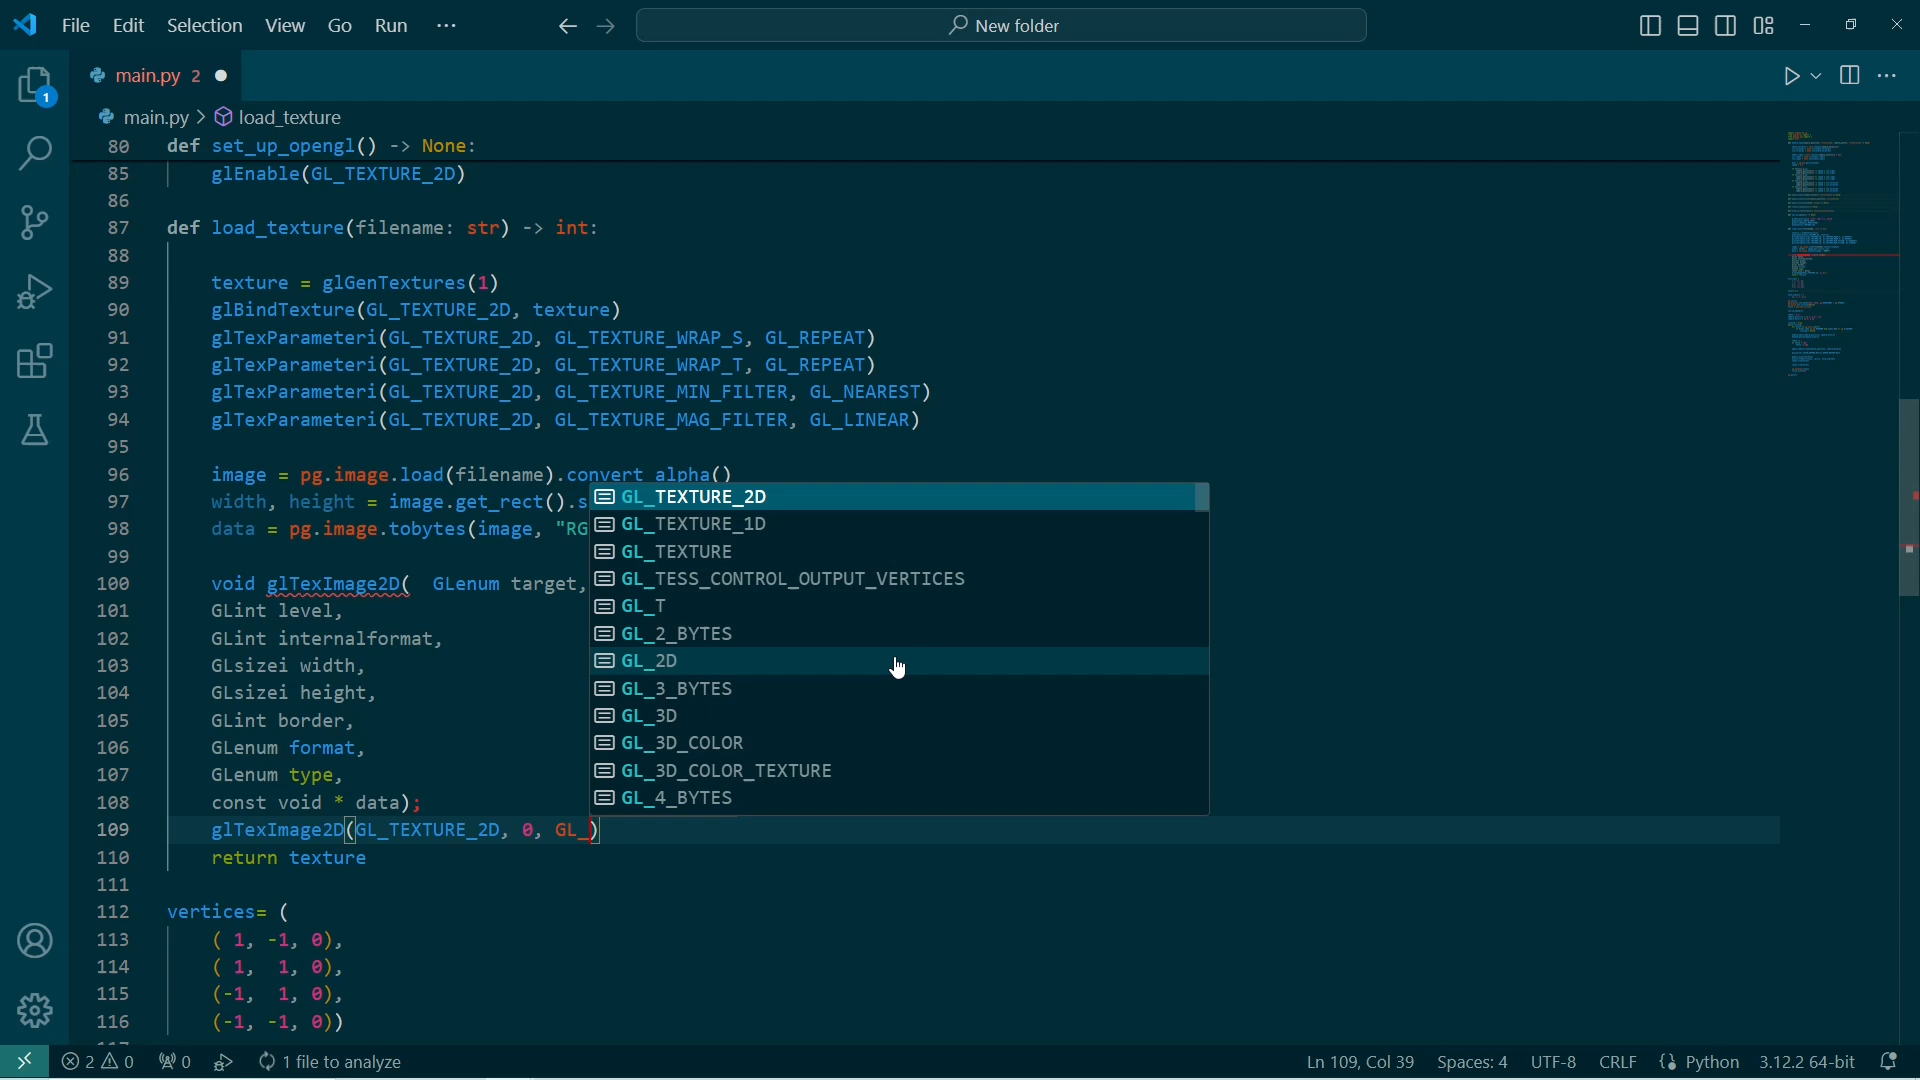 File Edit Selection View Go Run ··· New folder
main.py 2
main.py > load_texture
80 def set_up_opengl() -> None:
85 glEnable(GL_TEXTURE_2D)
86
87 def load_texture(filename: str) -> int:
88
89 texture = glGenTextures(1)
90 glBindTexture(GL_TEXTURE_2D, texture)
91 glTexParameteri(GL_TEXTURE_2D, GL_TEXTURE_WRAP_S, GL_REPEAT)
92 glTexParameteri(GL_TEXTURE_2D, GL_TEXTURE_WRAP_T, GL_REPEAT)
93 glTexParameteri(GL_TEXTURE_2D, GL_TEXTURE_MIN_FILTER, GL_NEAREST)
94 glTexParameteri(GL_TEXTURE_2D, GL_TEXTURE_MAG_FILTER, GL_LINEAR)
95
96 image = pg.image.load(filename).convert_alpha()
97 width, height = image.get_rect().s
98 data = pg.image.tobytes(image, "RG
99
100 void glTexImage2D( GLenum target,
101 GLint level,
102 GLint internalformat,
103 GLsizei width,
104 GLsizei height,
105 GLint border,
106 GLenum format,
107 GLenum type,
108 const void * data);
109 glTexImage2D(GL_TEXTURE_2D, 0, GL_)
110 return texture
111
112 vertices= (
113 ( 1, -1, 0),
114 ( 1, 1, 0),
115 (-1, 1, 0),
116 (-1, -1, 0))
GL_TEXTURE_2D
GL_TEXTURE_1D
GL_TEXTURE
GL_TESS_CONTROL_OUTPUT_VERTICES
GL_T
GL_2_BYTES
GL_2D
GL_3_BYTES
GL_3D
GL_3D_COLOR
GL_3D_COLOR_TEXTURE
GL_4_BYTES
1
2 0 0 1 file to analyze Ln 109, Col 39 Spaces: 4 UTF-8 CRLF Python 3.12.2 64-bit